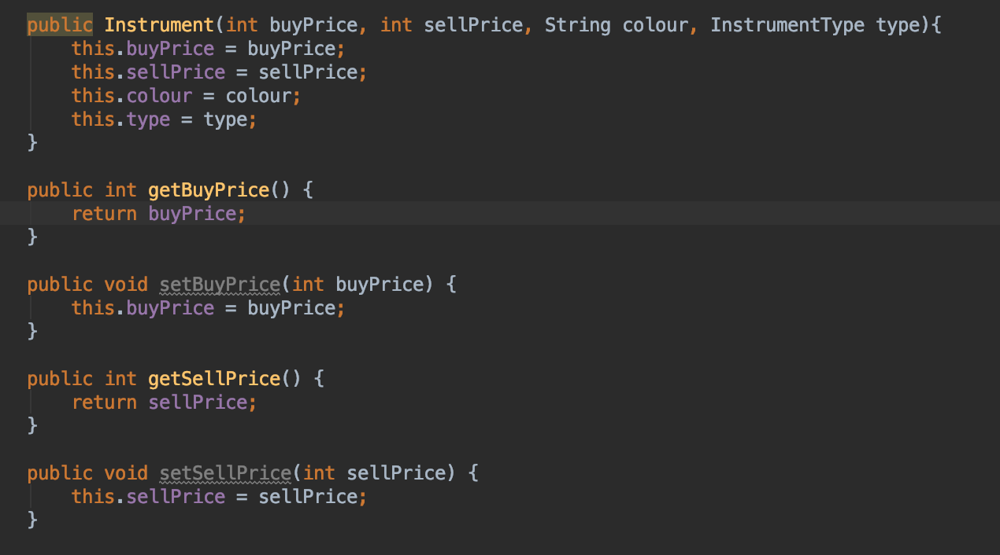 public Instrument(int buyPrice, int sellPrice, String colour, InstrumentType type){
    this.buyPrice = buyPrice;
    this.sellPrice = sellPrice;
    this.colour = colour;
    this.type = type;
}
public int getBuyPrice() {
    return buyPrice;
}
public void setBuyPrice(int buyPrice) {
    this.buyPrice = buyPrice;
}
public int getSellPrice() {
    return sellPrice;
}
public void setSellPrice(int sellPrice) {
    this.sellPrice = sellPrice;
}